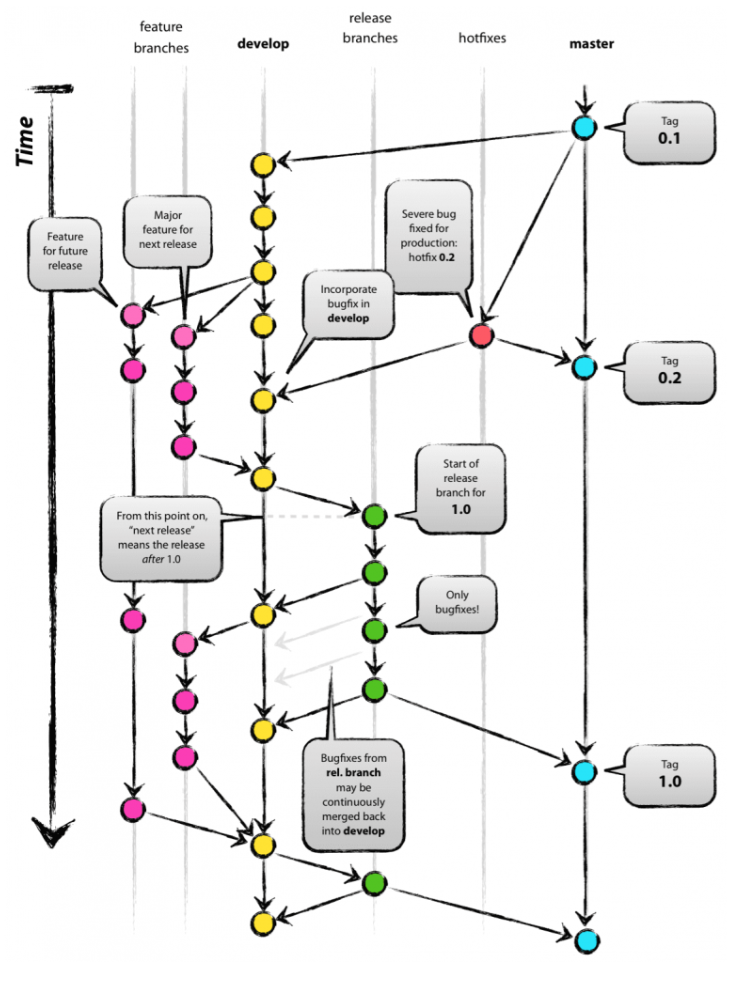 feature
branches
develop
release
branches
hotfixes
master
Time
Tag
0.1
Major
feature for
next release
Severe bug
fixed for
production:
hotfix 0.2
Feature
for future
release
Incorporate
bugfix in
develop
Tag
0.2
Start of
release
branch for
1.0
From this point on,
“next release”
means the release
after 1.0
Only
bugfixes!
Tag
1.0
Bugfixes from
rel. branch
may be
continuously
merged back
into develop